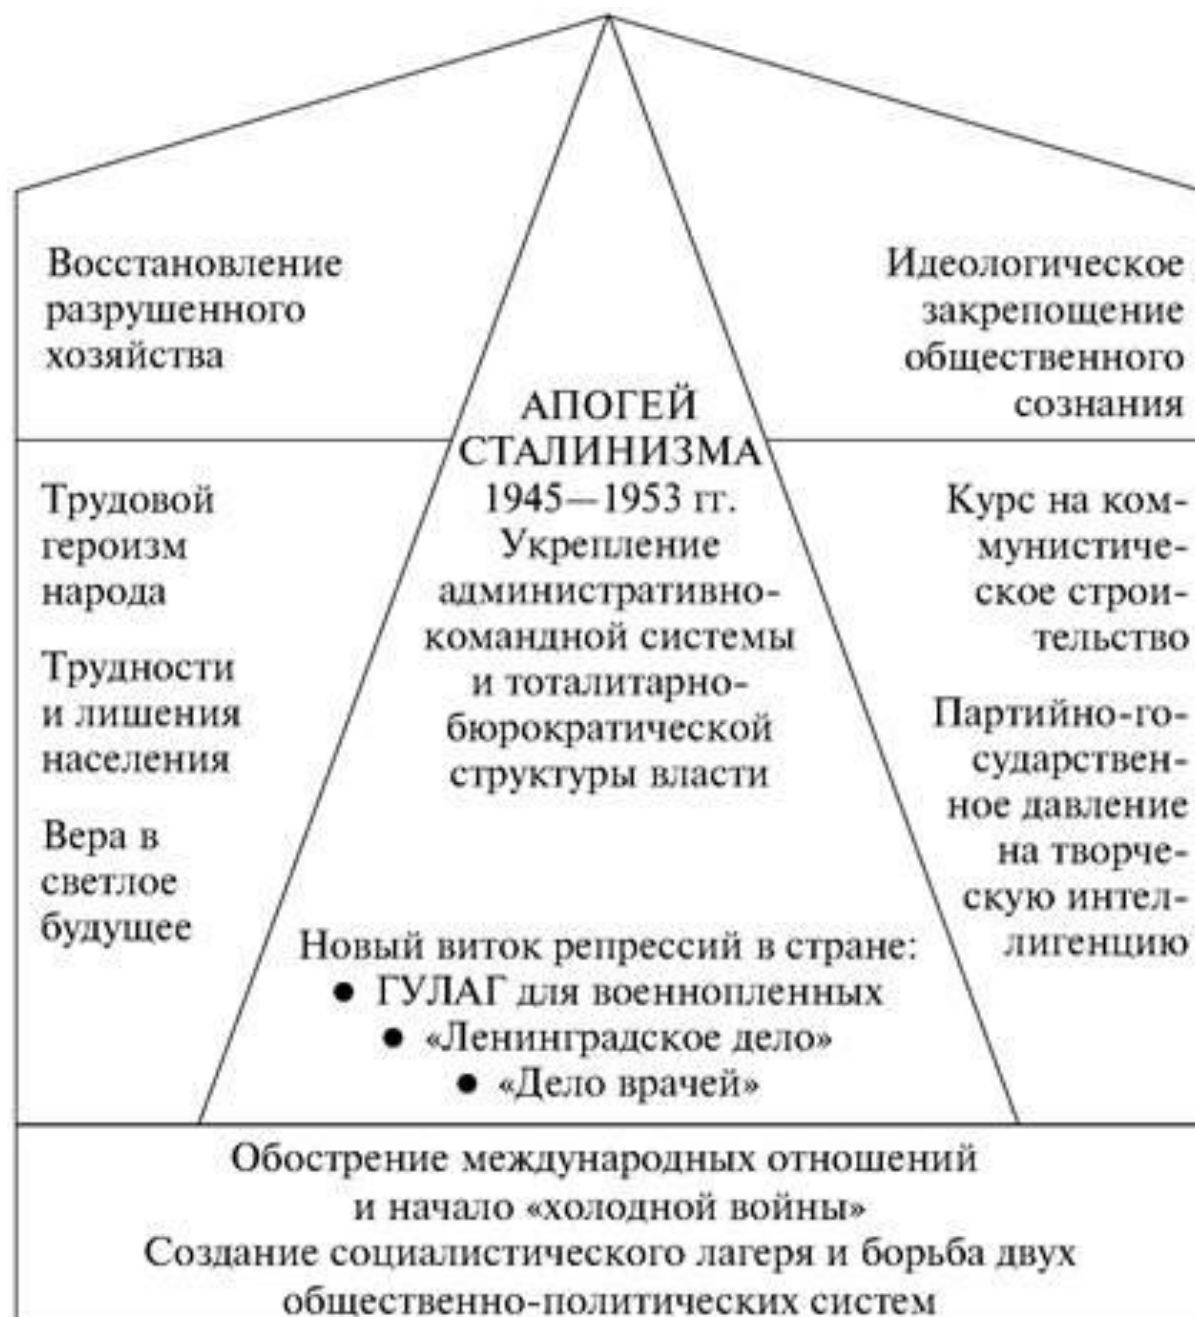 Восстановление
разрушенного
хозяйства
Идеологическое
закрепощение
общественного
сознания
АПОГЕЙ
СТАЛИНИЗМА
1945—1953 гг.
Укрепление
административно-
командной системы
и тоталитарно-
бюрократической
структуры власти
Трудовой
героизм
народа
Трудности
и лишения
населения
Вера в
светлое
будущее
Курс на ком-
мунистиче-
ское строи-
тельство
Партийно-го-
сударствен-
ное давление
на творче-
скую интел-
лигенцию
Новый виток репрессий в стране:
● ГУЛАГ для военнопленных
● «Ленинградское дело»
● «Дело врачей»
Обострение международных отношений
и начало «холодной войны»
Создание социалистического лагеря и борьба двух
общественно-политических систем